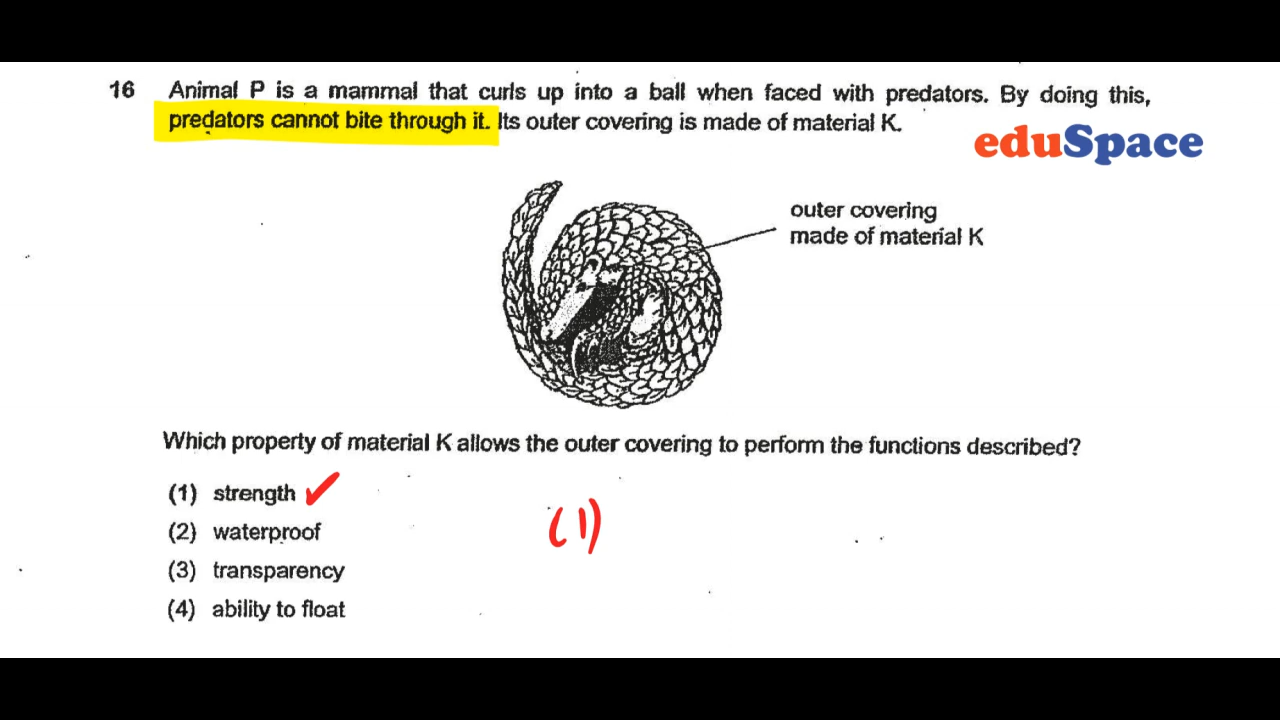 16 Animal P is a mammal that curls up into a ball when faced with predators. By doing this,
predators cannot bite through it. Its outer covering is made of material K.
eduSpace
outer covering
made of material K
Which property of material K allows the outer covering to perform the functions described?
(1) strength ✓
(2) waterproof
(1)
(3) transparency
(4) ability to float